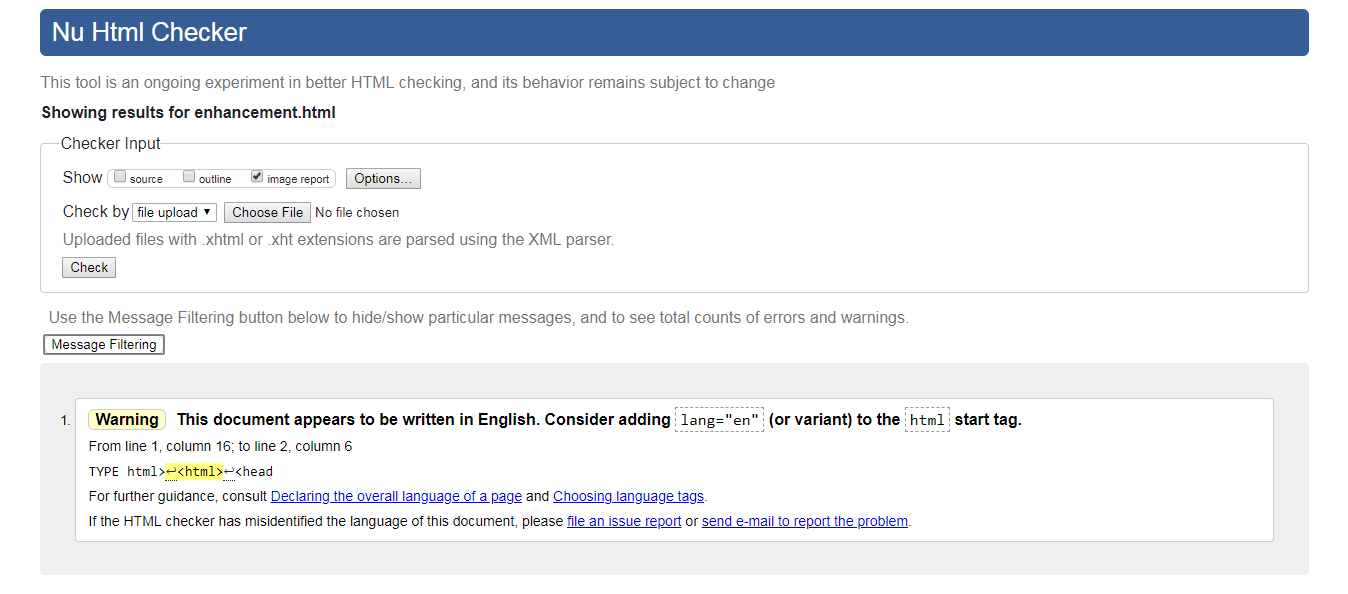 Nu Html Checker
This tool is an ongoing experiment in better HTML checking, and its behavior remains subject to change
Showing results for enhancement.html
Checker Input
Show source outline image report Options...
Check by file upload Choose File No file chosen
Uploaded files with .xhtml or .xht extensions are parsed using the XML parser.
Check
Use the Message Filtering button below to hide/show particular messages, and to see total counts of errors and warnings.
Message Filtering
1. Warning This document appears to be written in English. Consider adding lang="en" (or variant) to the html start tag.
From line 1, column 16; to line 2, column 6
TYPE html>↩<html>↩<head
For further guidance, consult Declaring the overall language of a page and Choosing language tags.
If the HTML checker has misidentified the language of this document, please file an issue report or send e-mail to report the problem.